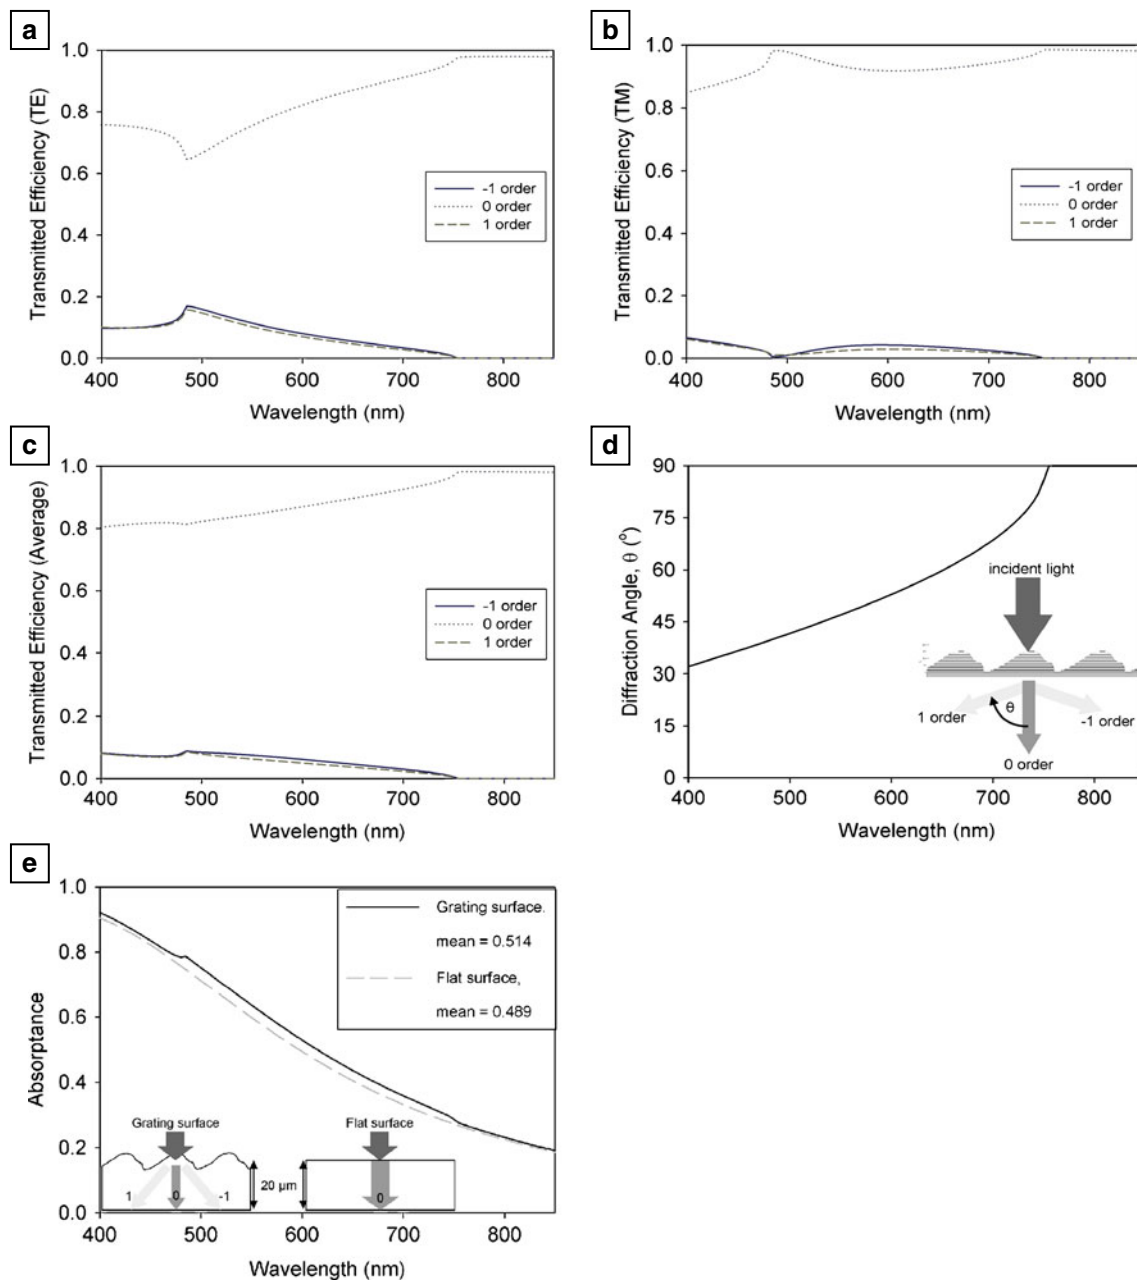 a
1.0
0.8
0.6
0.4
0.2
0.0
Transmitted Efficiency (TE)
-1 order
0 order
1 order
400 500 600 700 800
Wavelength (nm)
b
1.0
0.8
0.6
0.4
0.2
0.0
Transmitted Efficiency (TM)
-1 order
0 order
1 order
400 500 600 700 800
Wavelength (nm)
c
1.0
0.8
0.6
0.4
0.2
0.0
Transmitted Efficiency (Average)
-1 order
0 order
1 order
400 500 600 700 800
Wavelength (nm)
d
90
75
60
45
30
15
0
Diffraction Angle, θ (°)
incident light
1 order
θ
-1 order
0 order
400 500 600 700 800
Wavelength (nm)
e
1.0
0.8
0.6
0.4
0.2
0.0
Absorptance
Grating surface.
mean = 0.514
Flat surface,
mean = 0.489
Grating surface
Flat surface
1 0 -1
20 μm
0
400 500 600 700 800
Wavelength (nm)